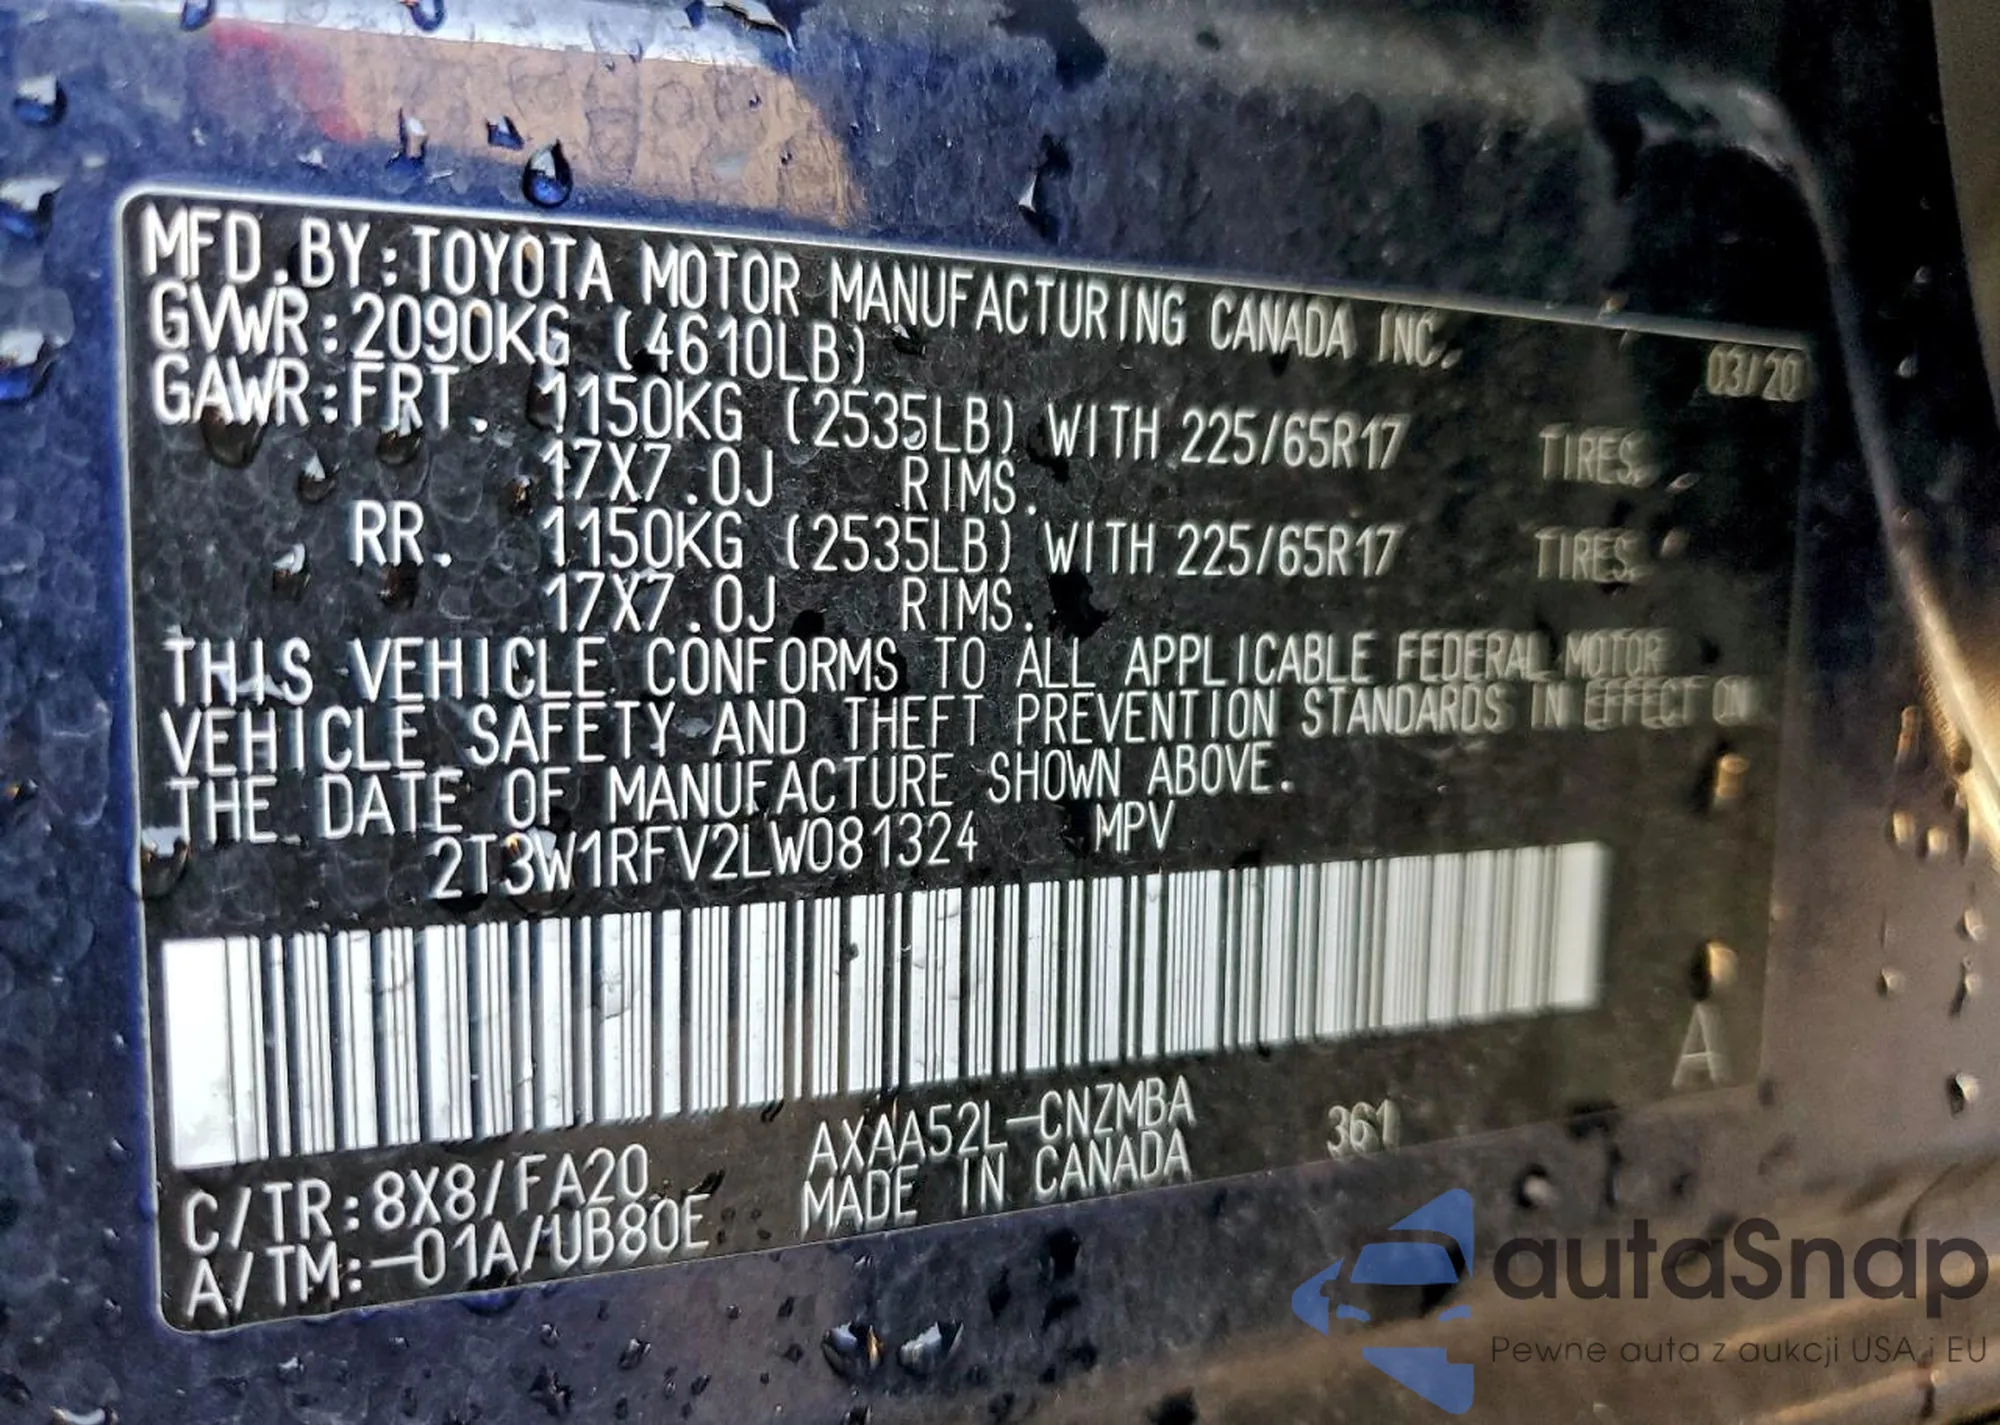 MFD.BY:TOYOTA MOTOR MANUFACTURING CANADA INC. 03/20
GVWR:2090KG (4610LB)
GAWR:FRT. 1150KG (2535LB) WITH 225/65R17 TIRES.
17X7.0J RIMS.
RR. 1150KG (2535LB) WITH 225/65R17 TIRES.
17X7.0J RIMS.
THIS VEHICLE CONFORMS TO ALL APPLICABLE FEDERAL MOTOR
VEHICLE SAFETY AND THEFT PREVENTION STANDARDS IN EFFECT ON
THE DATE OF MANUFACTURE SHOWN ABOVE.
2T3W1RFV2LW081324 MPV
A
AXAA52L-CNZMBA 361
C/TR:8X8/FA20 MADE IN CANADA
A/TM:-01A/UB80E
autaSnap
Pewne auta z aukcji USA i EU